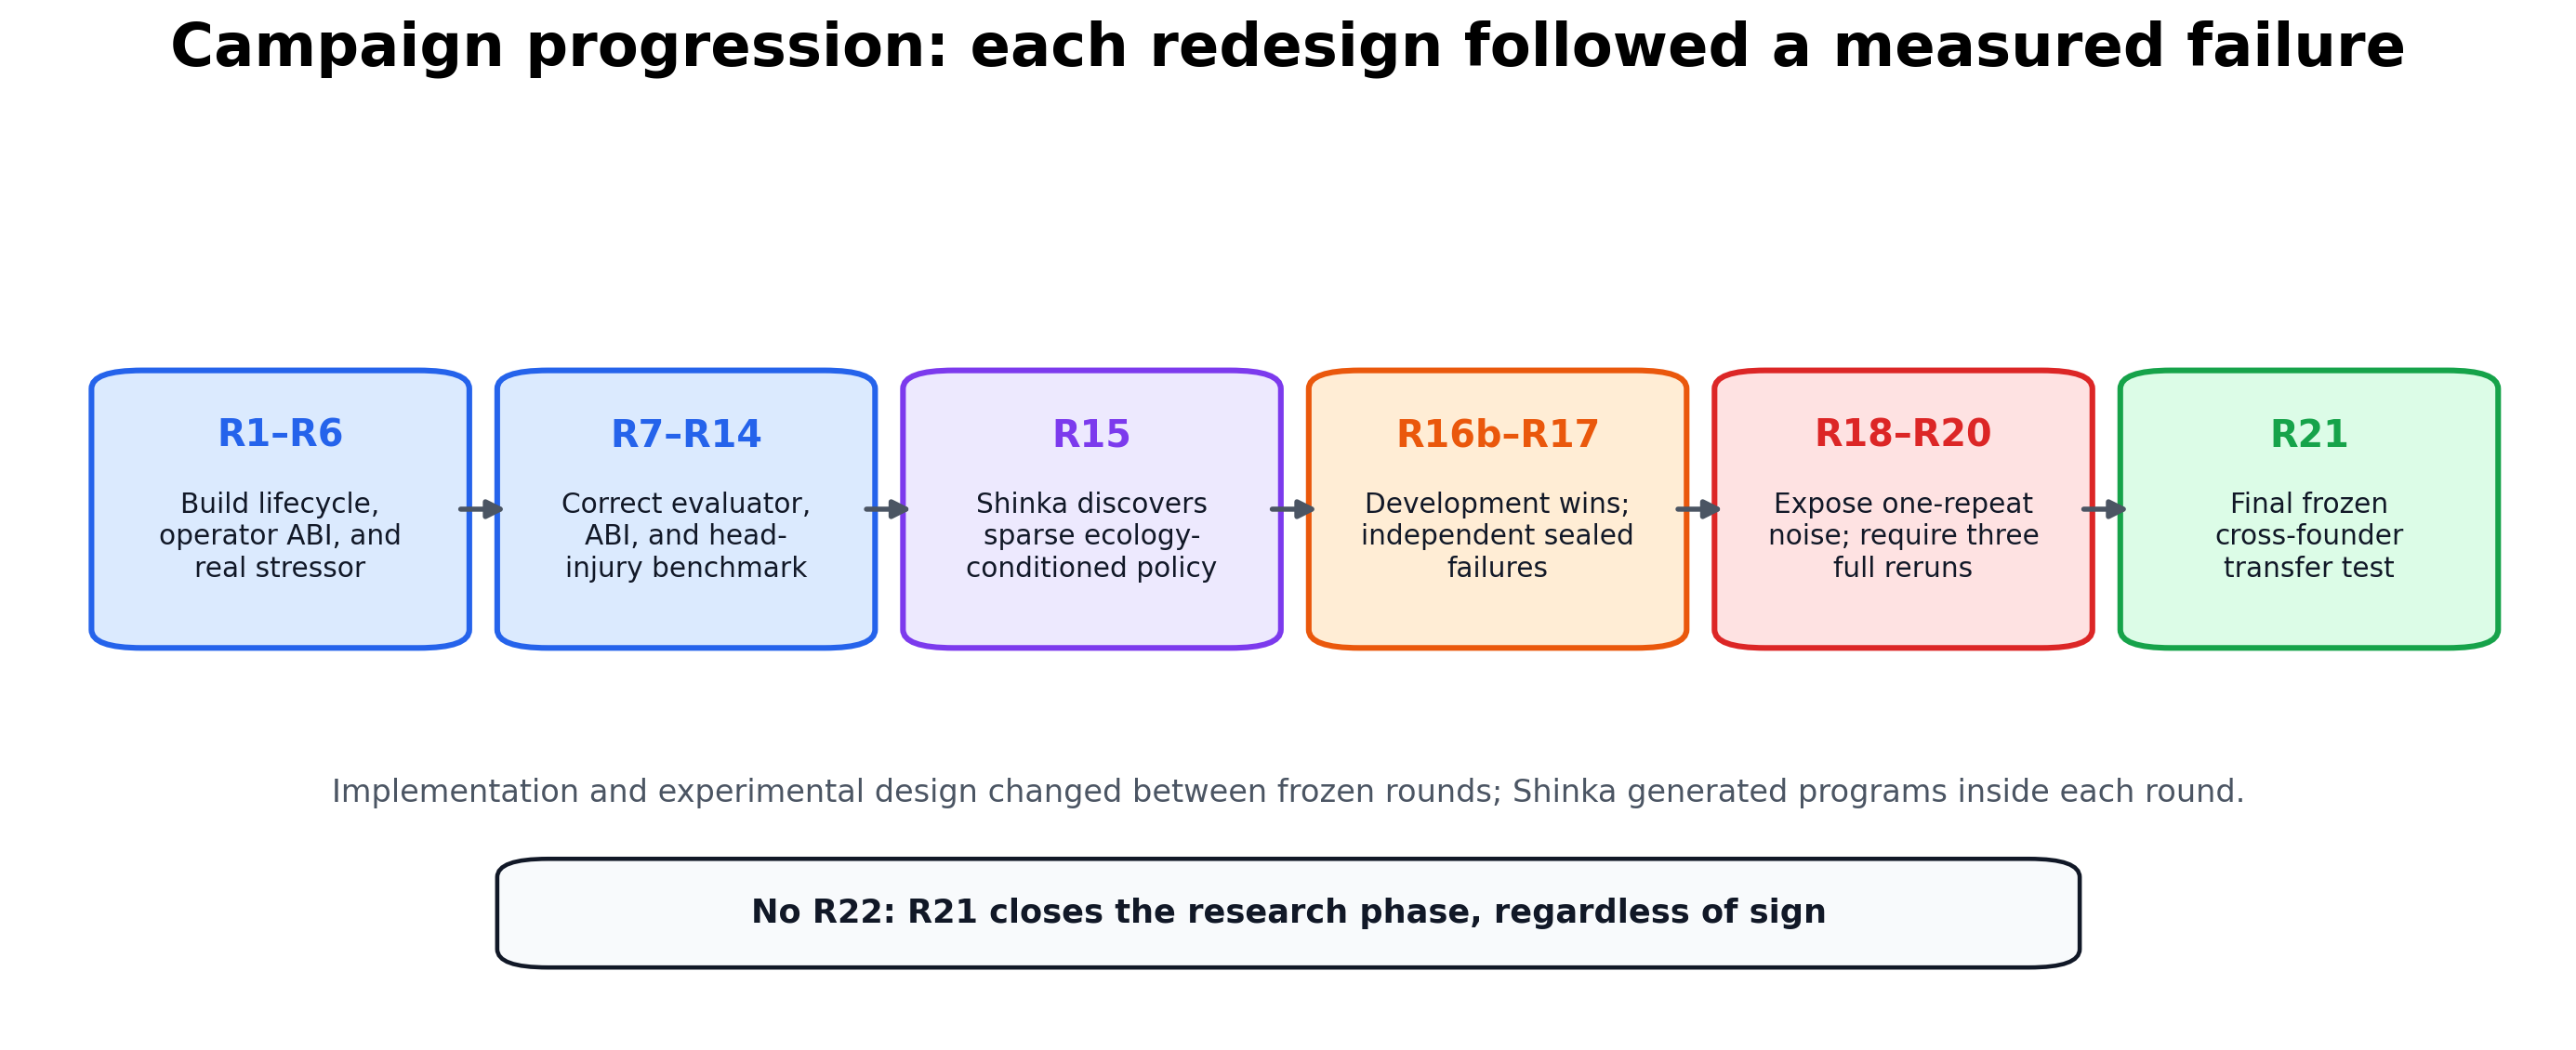 Campaign progression: each redesign followed a measured failure
R1–R6
Build lifecycle,
operator ABI, and
real stressor
R7–R14
Correct evaluator,
ABI, and head-
injury benchmark
R15
Shinka discovers
sparse ecology-
conditioned policy
R16b–R17
Development wins;
independent sealed
failures
R18–R20
Expose one-repeat
noise; require three
full reruns
R21
Final frozen
cross-founder
transfer test
Implementation and experimental design changed between frozen rounds; Shinka generated programs inside each round.
No R22: R21 closes the research phase, regardless of sign